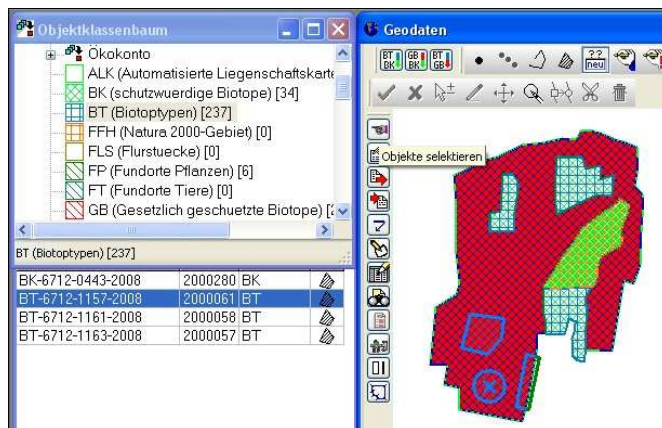 Objektklassenbaum
Ökokonto
ALK (Automatisierte Liegenschaftskarte
BK (schutzwuerdige Biotope) [34]
BT (Biotoptypen) [237]
FFH (Natura 2000-Gebiet) [0]
FLS (Flurstuecke) [0]
FP (Fundorte Pflanzen) [6]
FT (Fundorte Tiere) [0]
GB (Gesetzlich geschuetzte Biotope)
BT (Biotoptypen) [237]
BK-6712-0443-2008 2000280 BK
BT-6712-1157-2008 2000061 BT
BT-6712-1161-2008 2000058 BT
BT-6712-1163-2008 2000057 BT
Geodaten
BT BK GB BK BT GB
?? neu
Objekte selektieren